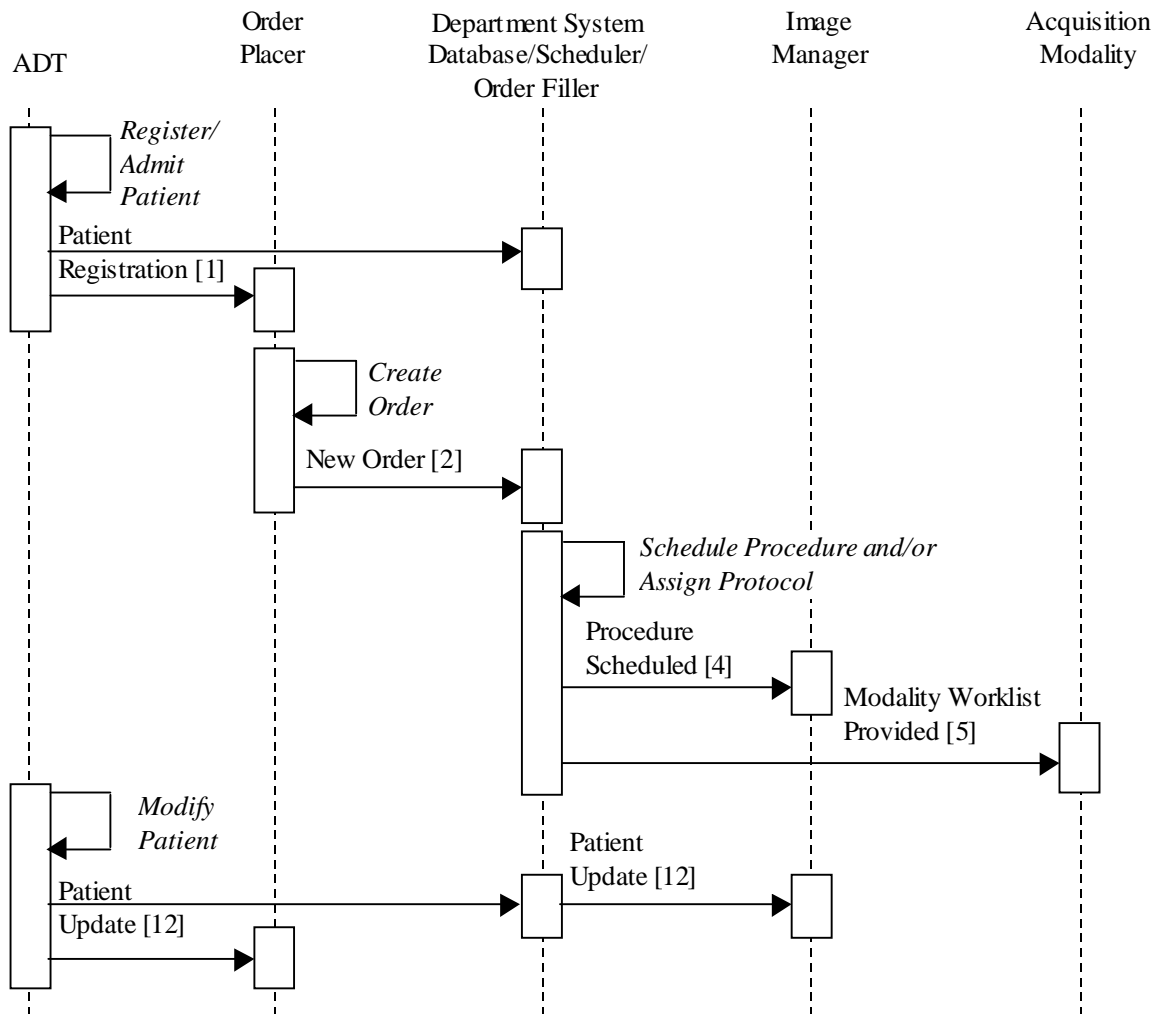 ADT
Order
Placer
Department System
Database/Scheduler/
Order Filler
Image
Manager
Acquisition
Modality
Register/
Admit
Patient
Patient
Registration [1]
Create
Order
New Order [2]
Schedule Procedure and/or
Assign Protocol
Procedure
Scheduled [4]
Modality Worklist
Provided [5]
Modify
Patient
Patient
Update [12]
Patient
Update [12]